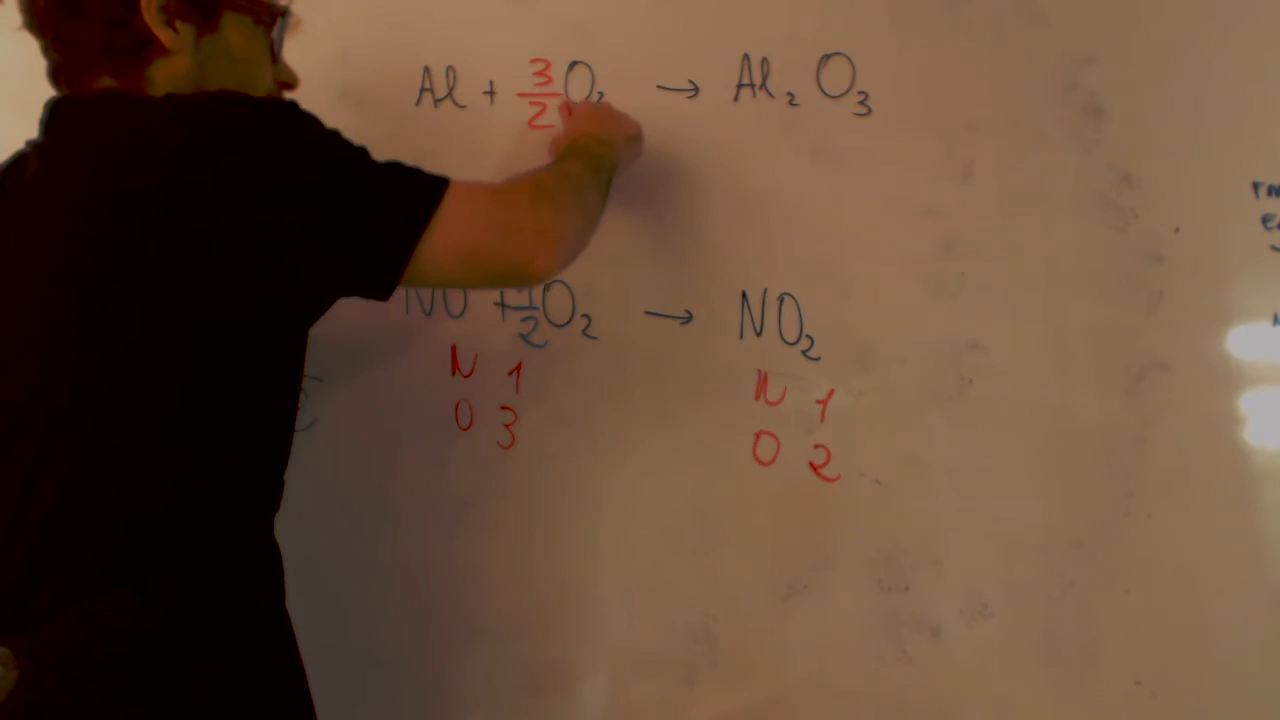 Al + 3/2 O₂ → Al₂ O₃
NO + 1/2 O₂ → NO₂
N 1 N 1
O 3 O 2